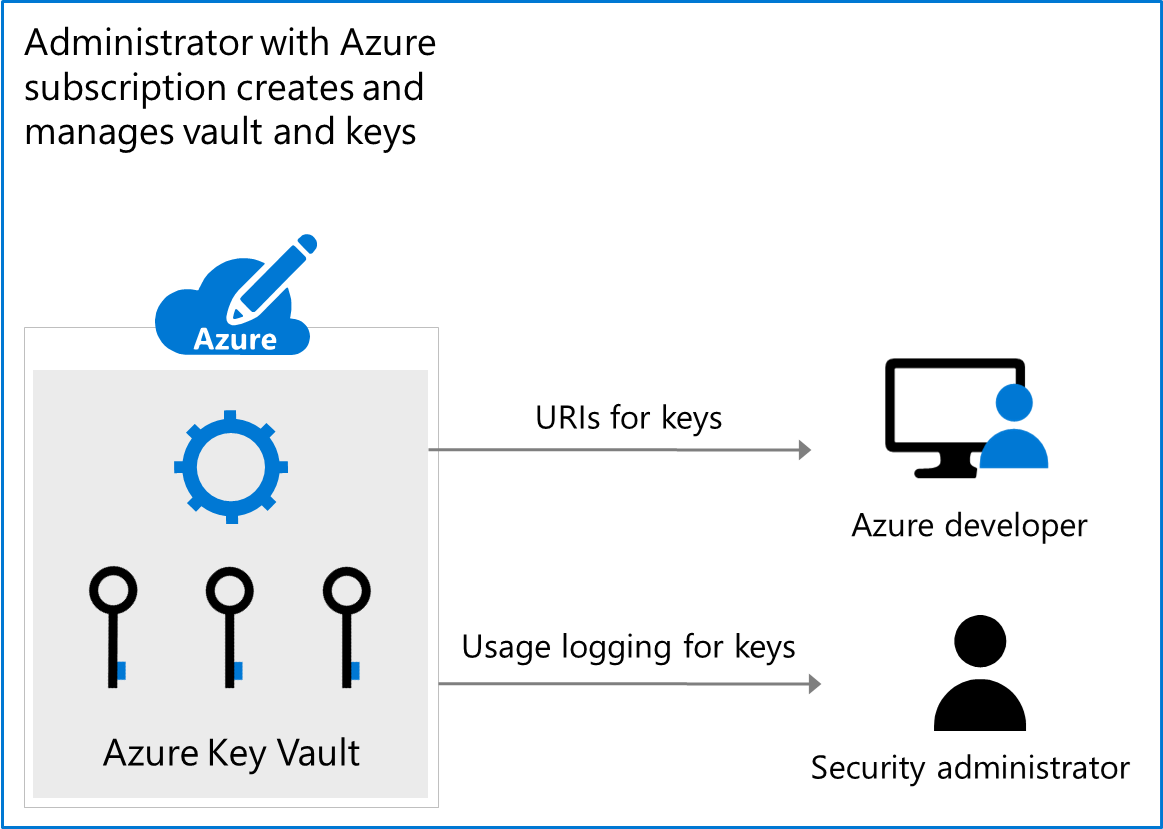 Administrator with Azure
subscription creates and
manages vault and keys
Azure
URIs for keys
Azure developer
Usage logging for keys
Azure Key Vault
Security administrator